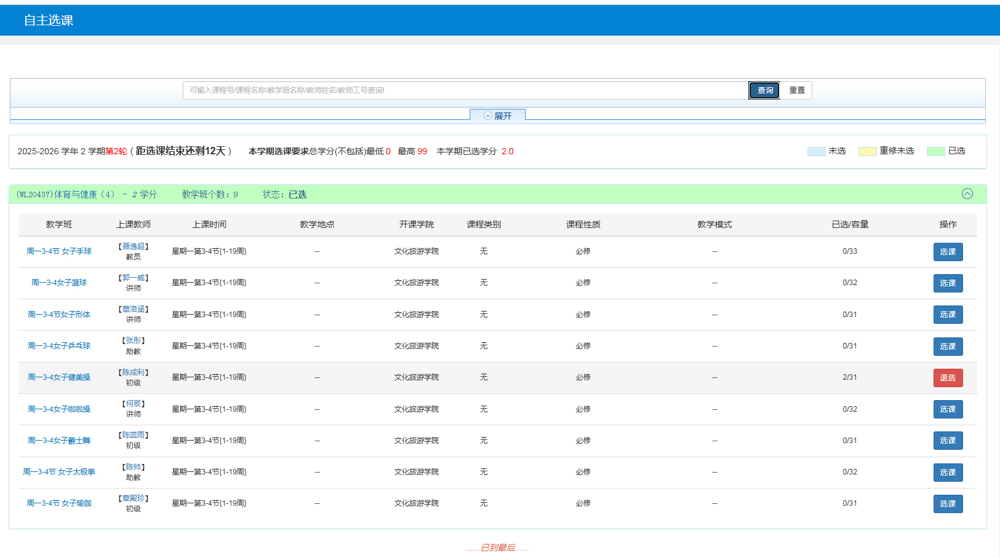 自主选课
可输入课程号/课程名称/教学班名称/教师姓名/教师工号查询! 查询 重置
展开
2025-2026 学年 2 学期第2轮（距选课结束还剩12天） 本学期选课要求总学分(不包括)最低 0 最高 99 本学期已选学分 2.0 未选 重修未选 已选
(WL20437)体育与健康（4） - 2 学分 教学班个数：9 状态：已选
教学班 上课教师 上课时间 教学地点 开课学院 课程类别 课程性质 教学模式 已选/容量 操作
周一3-4节 女子手球 【聂逸超】 教员 星期一第3-4节{1-19周} -- 文化旅游学院 无 必修 -- 0/33 选课
周一3-4女子篮球 【郭一威】 讲师 星期一第3-4节{1-19周} -- 文化旅游学院 无 必修 -- 0/32 选课
周一3-4节女子形体 【董洛涵】 讲师 星期一第3-4节{1-19周} -- 文化旅游学院 无 必修 -- 0/31 选课
周一3-4女子乒乓球 【张彤】 助教 星期一第3-4节{1-19周} -- 文化旅游学院 无 必修 -- 0/31 选课
周一3-4女子健美操 【陈成利】 初级 星期一第3-4节{1-19周} -- 文化旅游学院 无 必修 -- 2/31 退选
周一3-4女子啦啦操 【何辰】 讲师 星期一第3-4节{1-19周} -- 文化旅游学院 无 必修 -- 0/32 选课
周一3-4女子爵士舞 【陈蕊雨】 初级 星期一第3-4节{1-19周} -- 文化旅游学院 无 必修 -- 0/31 选课
周一3-4节 女子太极拳 【陈帅】 助教 星期一第3-4节{1-19周} -- 文化旅游学院 无 必修 -- 0/32 选课
周一3-4节 女子瑜伽 【章殿珍】 初级 星期一第3-4节{1-19周} -- 文化旅游学院 无 必修 -- 0/31 选课
......已到最后......